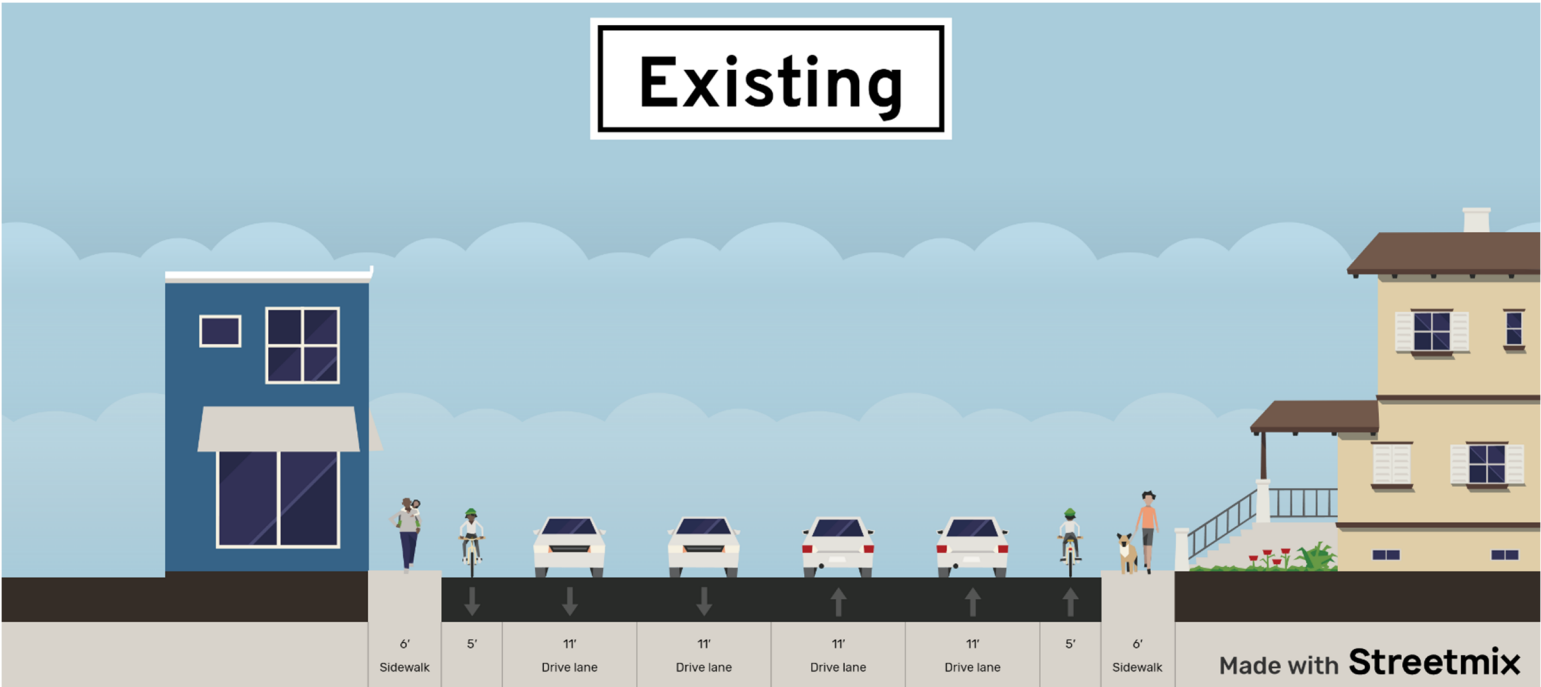 Existing
6' 5' 11' 11' 11' 11' 5' 6'
Sidewalk Drive lane Drive lane Drive lane Drive lane Sidewalk
Made with Streetmix